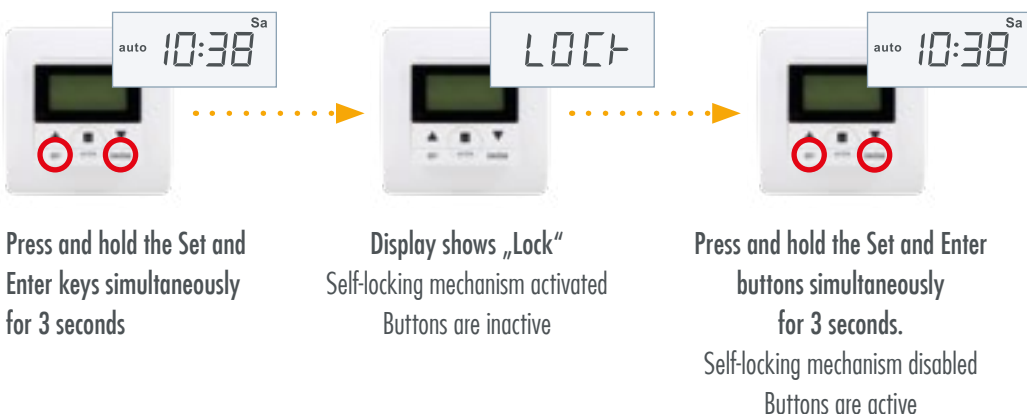 Sa
auto 10:38
LOCK
Sa
auto 10:38
Press and hold the Set and
Enter keys simultaneously
for 3 seconds
Display shows „Lock“
Self-locking mechanism activated
Buttons are inactive
Press and hold the Set and Enter
buttons simultaneously
for 3 seconds.
Self-locking mechanism disabled
Buttons are active